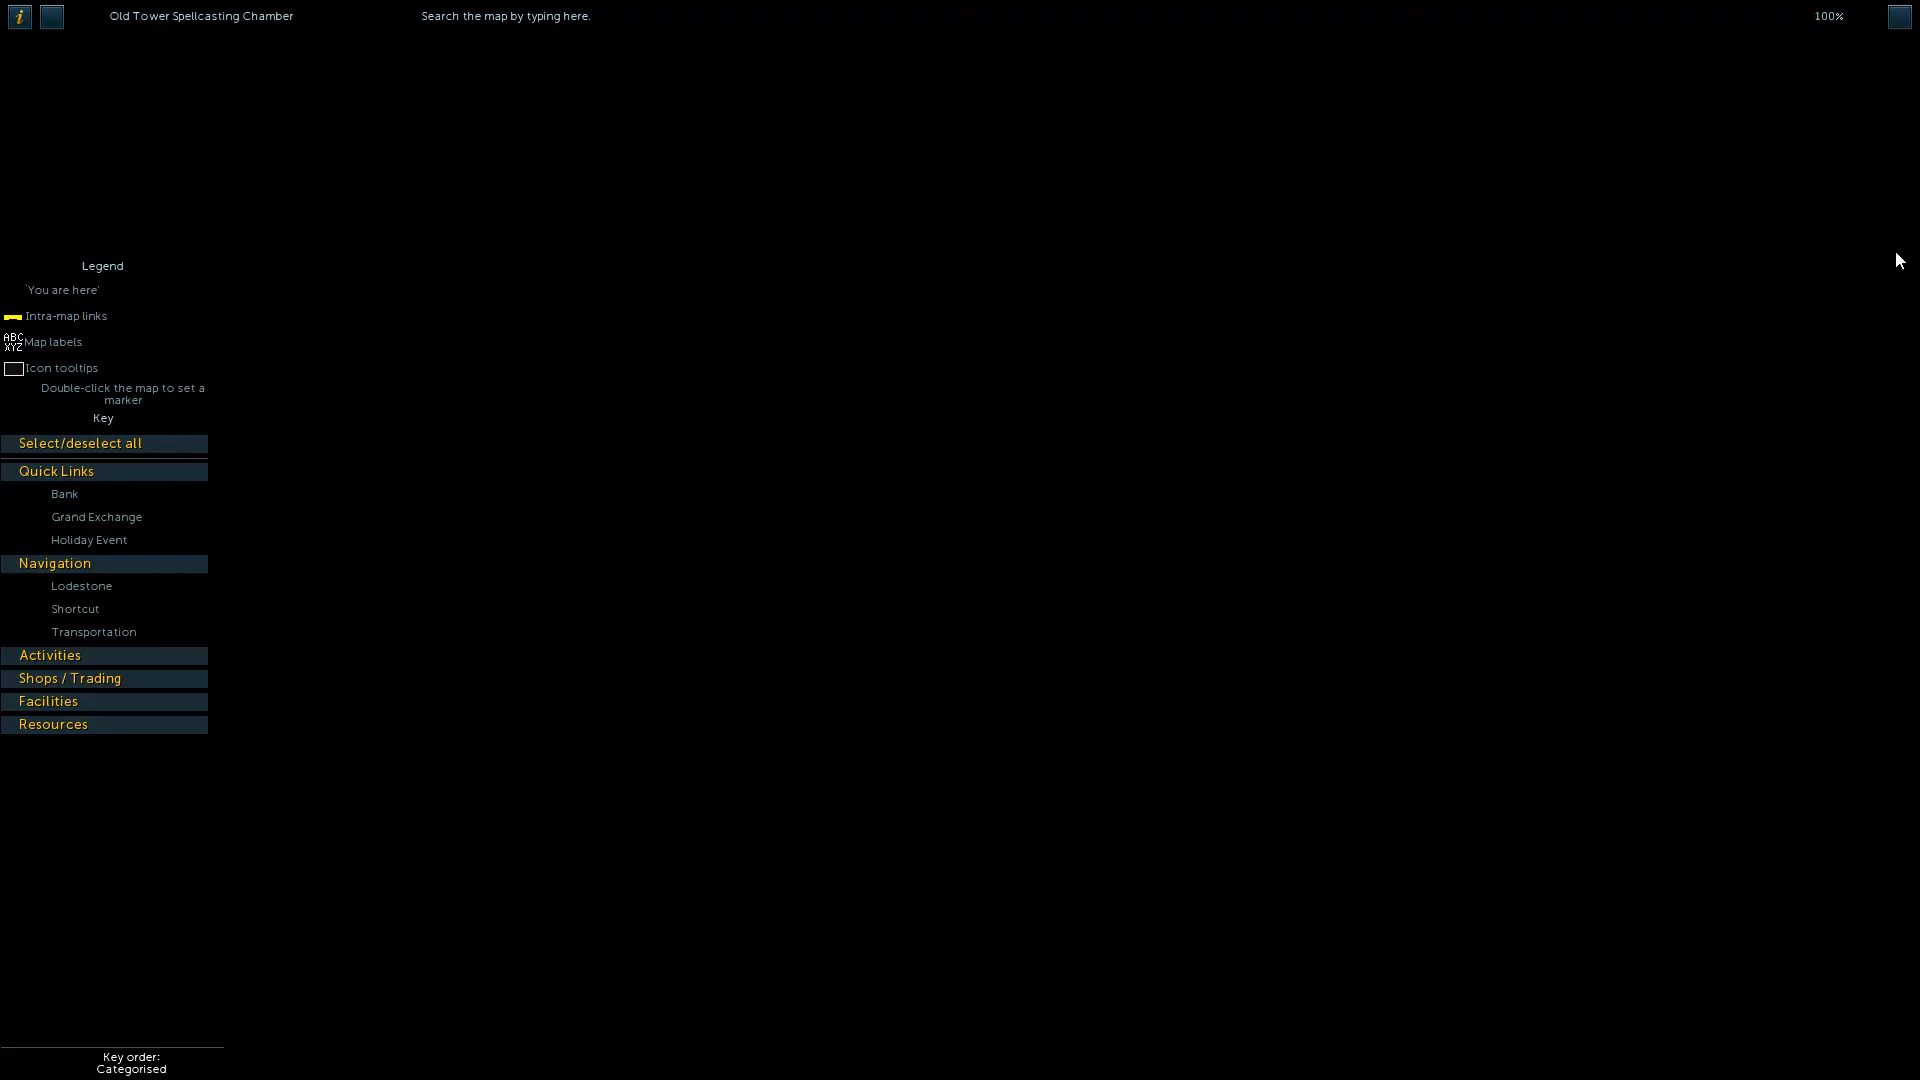 i
Old Tower Spellcasting Chamber
Search the map by typing here.
100%
Legend
'You are here'
Intra-map links
ABC
XYZ
Map labels
Icon tooltips
Double-click the map to set a
marker
Key
Select/deselect all
Quick Links
Bank
Grand Exchange
Holiday Event
Navigation
Lodestone
Shortcut
Transportation
Activities
Shops / Trading
Facilities
Resources
Key order:
Categorised